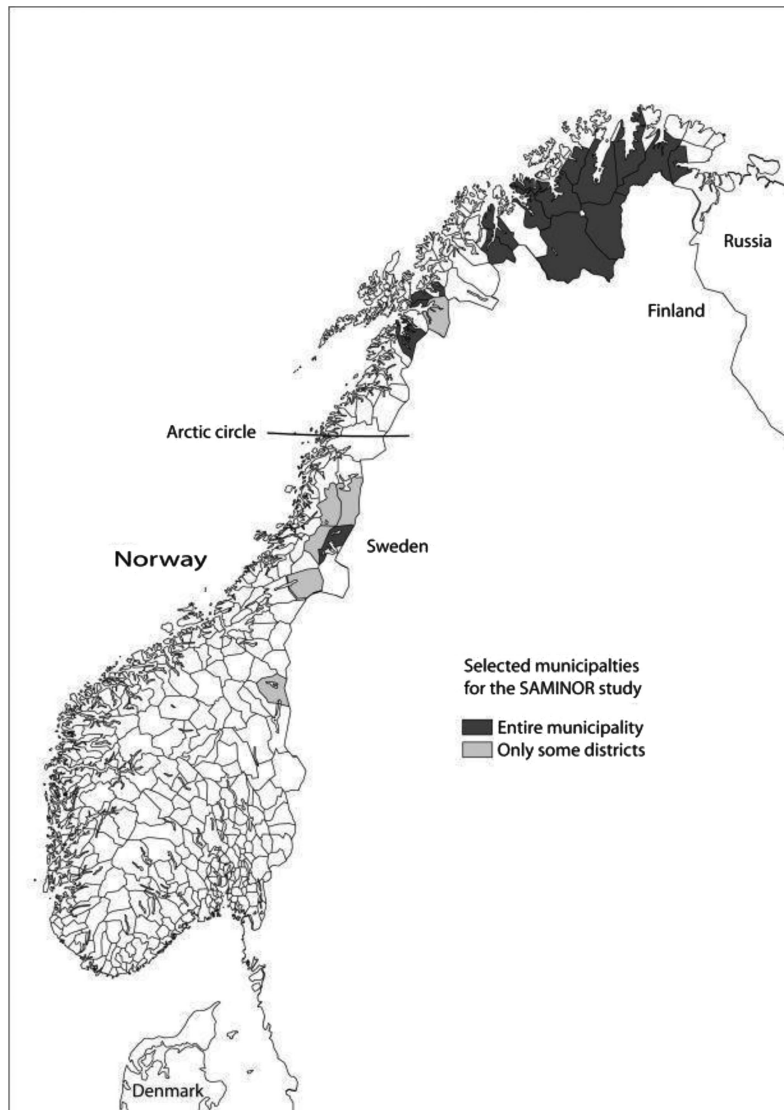 Russia
Finland
Arctic circle
Sweden
Norway
Selected municipalties
for the SAMINOR study
Entire municipality
Only some districts
Denmark